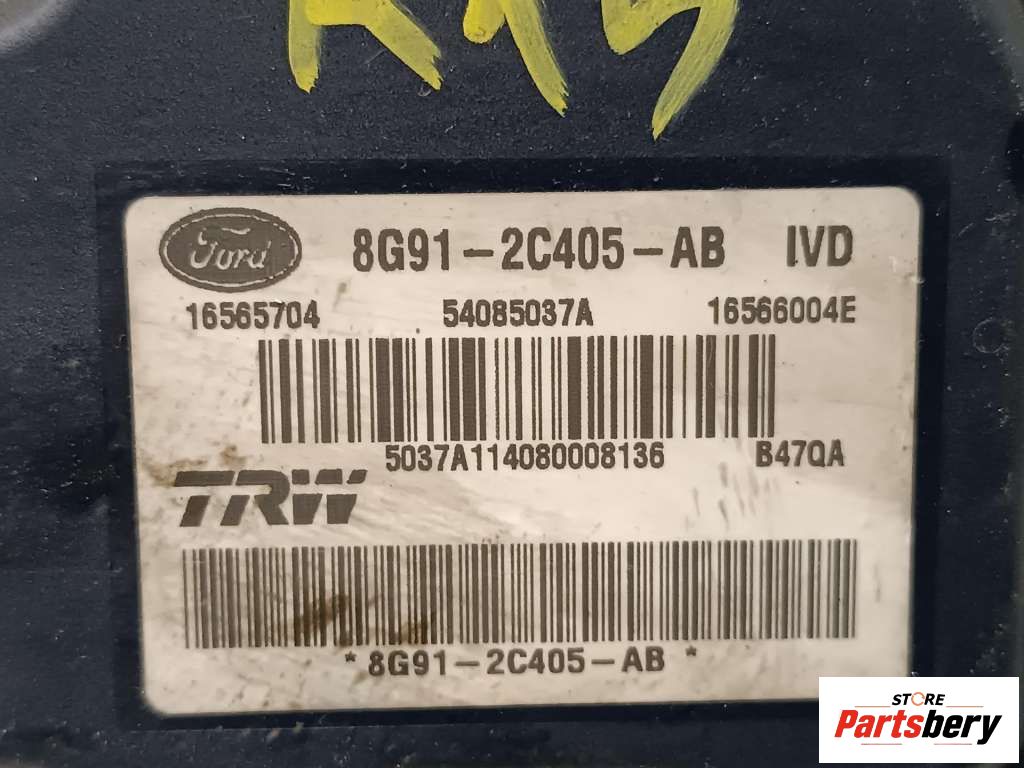 Ford 8G91-2C405-AB IVD
16565704 54085037A 16566004E
5037A114080008136 B47QA
TRW
*8G91-2C405-AB*
STORE
Partsbery